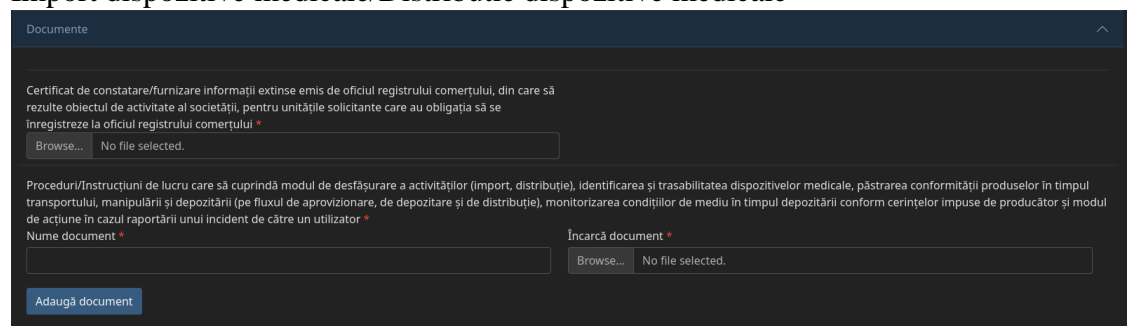 Import dispozitive medicale/Distributie dispozitive medicale
Documente
Certificat de constatare/furnizare informații extinse emis de oficiul registrului comerțului, din care să
rezulte obiectul de activitate al societății, pentru unitățile solicitante care au obligația să se
înregistreze la oficiul registrului comerțului *
Browse... No file selected.
Proceduri/Instrucțiuni de lucru care să cuprindă modul de desfășurare a activităților (import, distribuție), identificarea și trasabilitatea dispozitivelor medicale, păstrarea conformității produselor în timpul
transportului, manipulării și depozitării (pe fluxul de aprovizionare, de depozitare și de distribuție), monitorizarea condițiilor de mediu în timpul depozitării conform cerințelor impuse de producător și modul
de acțiune în cazul raportării unui incident de către un utilizator *
Nume document * Încarcă document *
Browse... No file selected.
Adaugă document